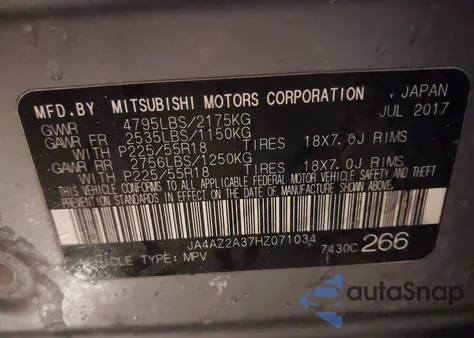 MFD.BY MITSUBISHI MOTORS CORPORATION , JAPAN
GVWR 4795LBS/2175KG JUL 2017
GAWR FR 2535LBS/1150KG
WITH P225/55R18 TIRES 18X7.0J RIMS
GAWR RR 2756LBS/1250KG
WITH P225/55R18 TIRES 18X7.0J RIMS
THIS VEHICLE CONFORMS TO ALL APPLICABLE FEDERAL MOTOR VEHICLE SAFETY AND THEFT
PREVENTION STANDARDS IN EFFECT ON THE DATE OF MANUFACTURE SHOWN ABOVE.
JA4AZ2A37HZ071034
VEHICLE TYPE: MPV 7430C 266
autoSnap